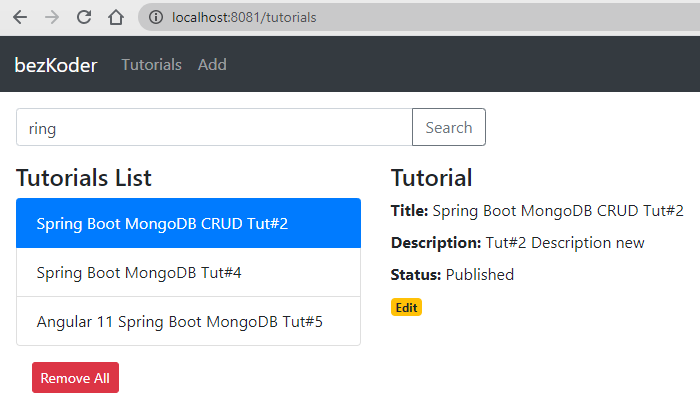 localhost:8081/tutorials
bezKoder Tutorials Add
ring Search
Tutorials List
Spring Boot MongoDB CRUD Tut#2
Spring Boot MongoDB Tut#4
Angular 11 Spring Boot MongoDB Tut#5
Remove All
Tutorial
Title: Spring Boot MongoDB CRUD Tut#2
Description: Tut#2 Description new
Status: Published
Edit